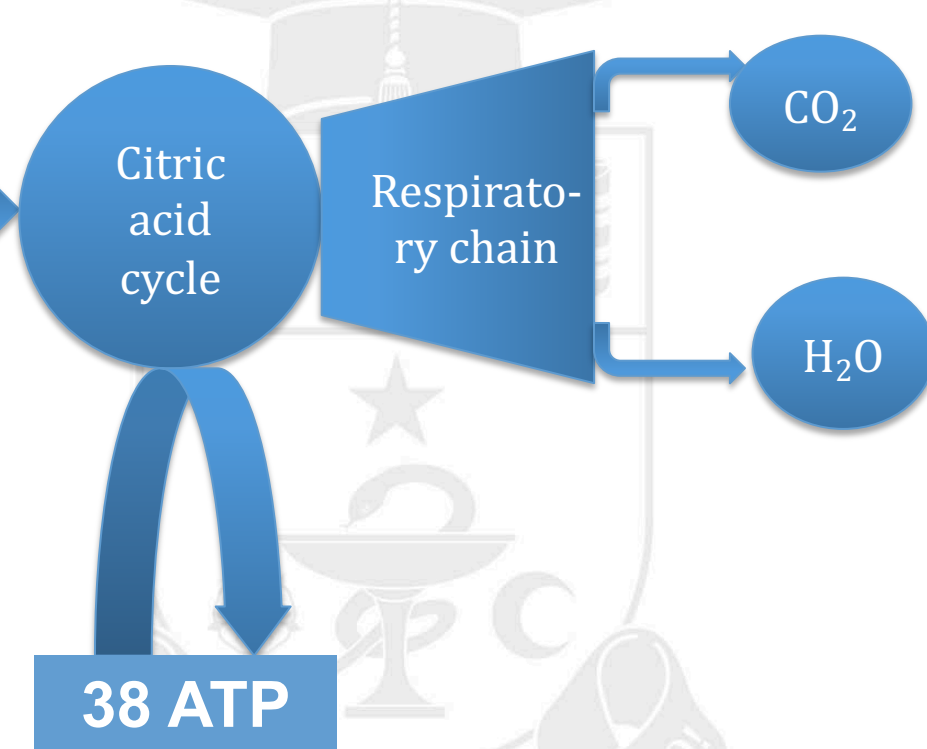 Citric
acid
cycle
Respirato-
ry chain
CO₂
H₂O
38 ATP